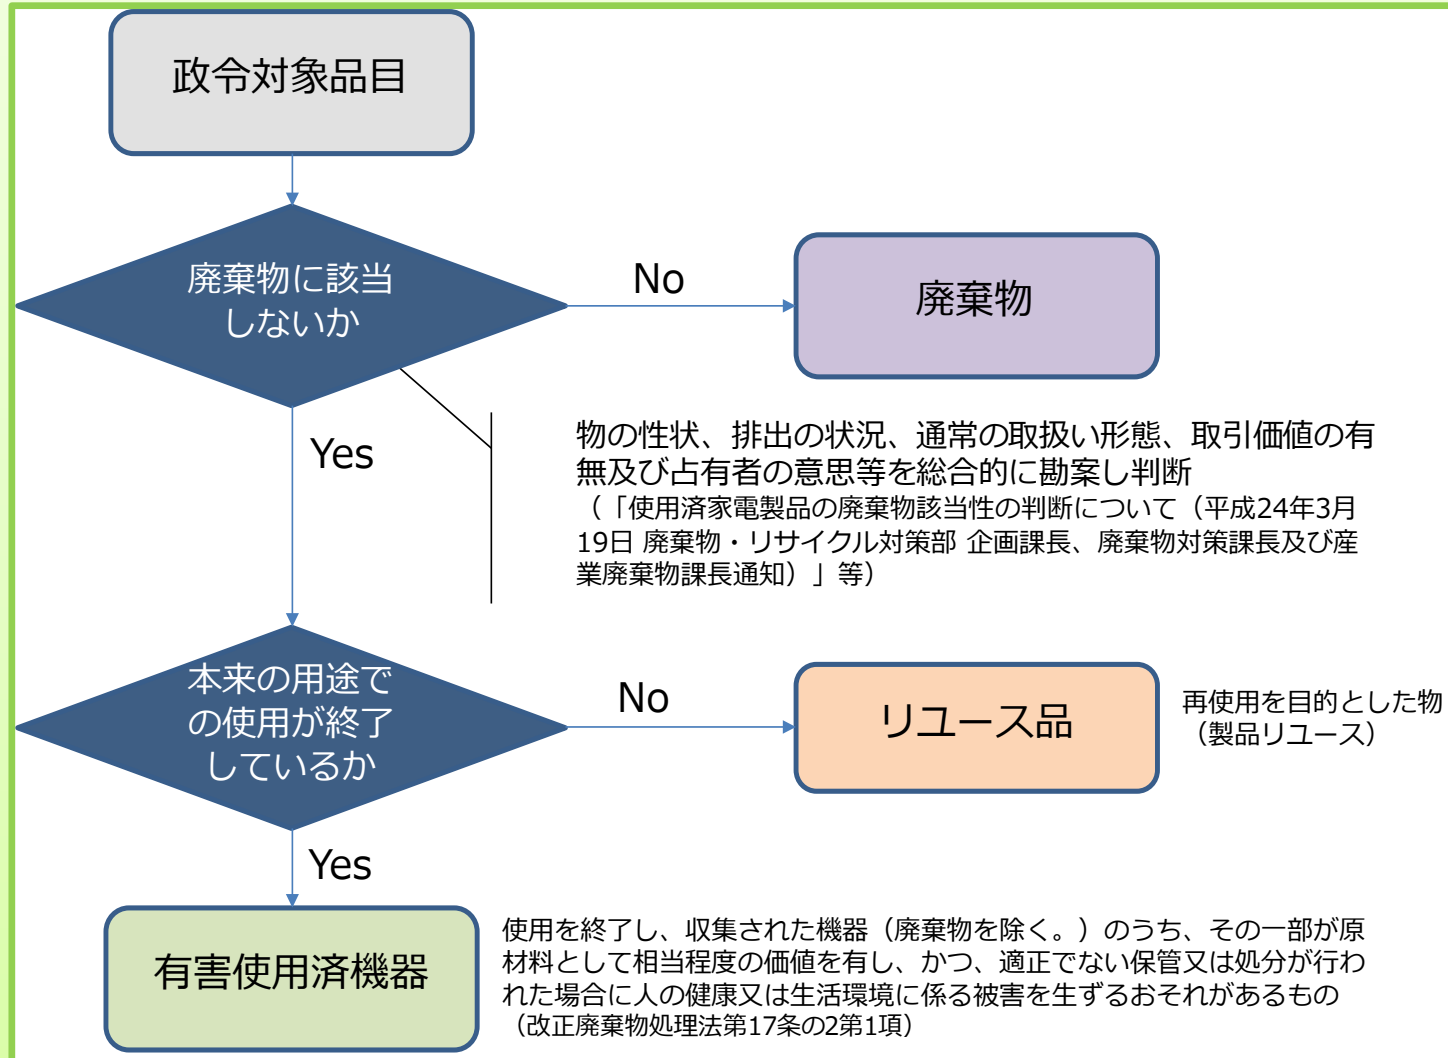 政令対象品目
廃棄物に該当
しないか
No
廃棄物
Yes
物の性状、排出の状況、通常の取扱い形態、取引価値の有
無及び占有者の意思等を総合的に勘案し判断
（「使用済家電製品の廃棄物該当性の判断について（平成24年3月
19日 廃棄物・リサイクル対策部 企画課長、廃棄物対策課長及び産
業廃棄物課長通知）」等）
本来の用途で
の使用が終了
しているか
No
リユース品
再使用を目的とした物
（製品リユース）
Yes
有害使用済機器
使用を終了し、収集された機器（廃棄物を除く。）のうち、その一部が原
材料として相当程度の価値を有し、かつ、適正でない保管又は処分が行わ
れた場合に人の健康又は生活環境に係る被害を生ずるおそれがあるもの
（改正廃棄物処理法第17条の2第1項）